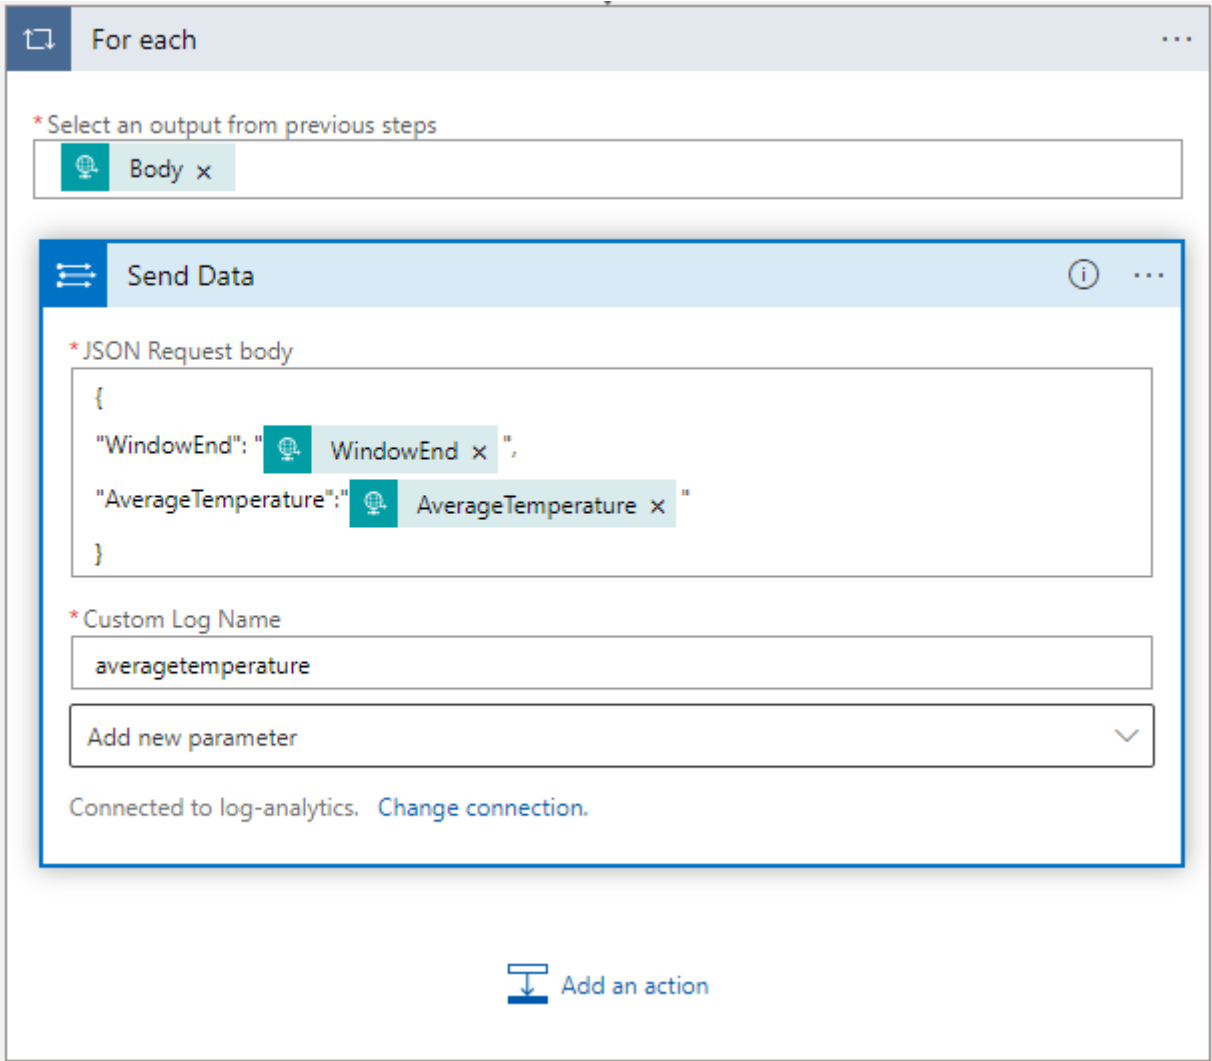 For each
* Select an output from previous steps
Body ×
Send Data
* JSON Request body
{
"WindowEnd": " WindowEnd × ",
"AverageTemperature":" AverageTemperature × "
}
* Custom Log Name
averagetemperature
Add new parameter
Connected to log-analytics. Change connection.
Add an action